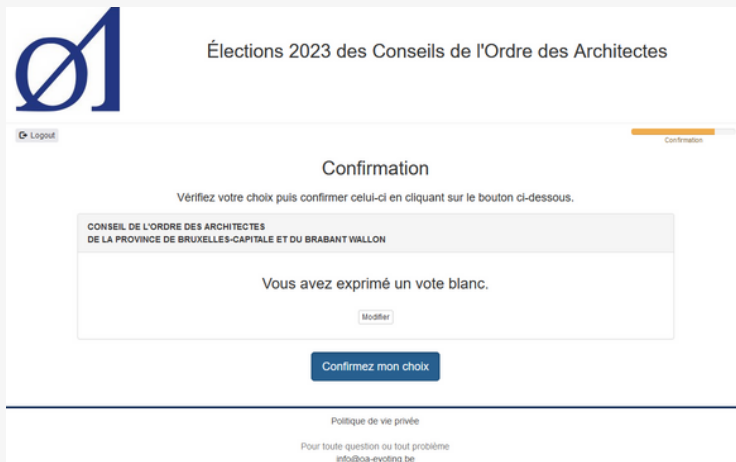 Élections 2023 des Conseils de l'Ordre des Architectes
Logout
Confirmation
Confirmation
Vérifiez votre choix puis confirmer celui-ci en cliquant sur le bouton ci-dessous.
CONSEIL DE L'ORDRE DES ARCHITECTES
DE LA PROVINCE DE BRUXELLES-CAPITALE ET DU BRABANT WALLON
Vous avez exprimé un vote blanc.
Modifier
Confirmez mon choix
Politique de vie privée
Pour toute question ou tout problème
info@oa-evoting.be